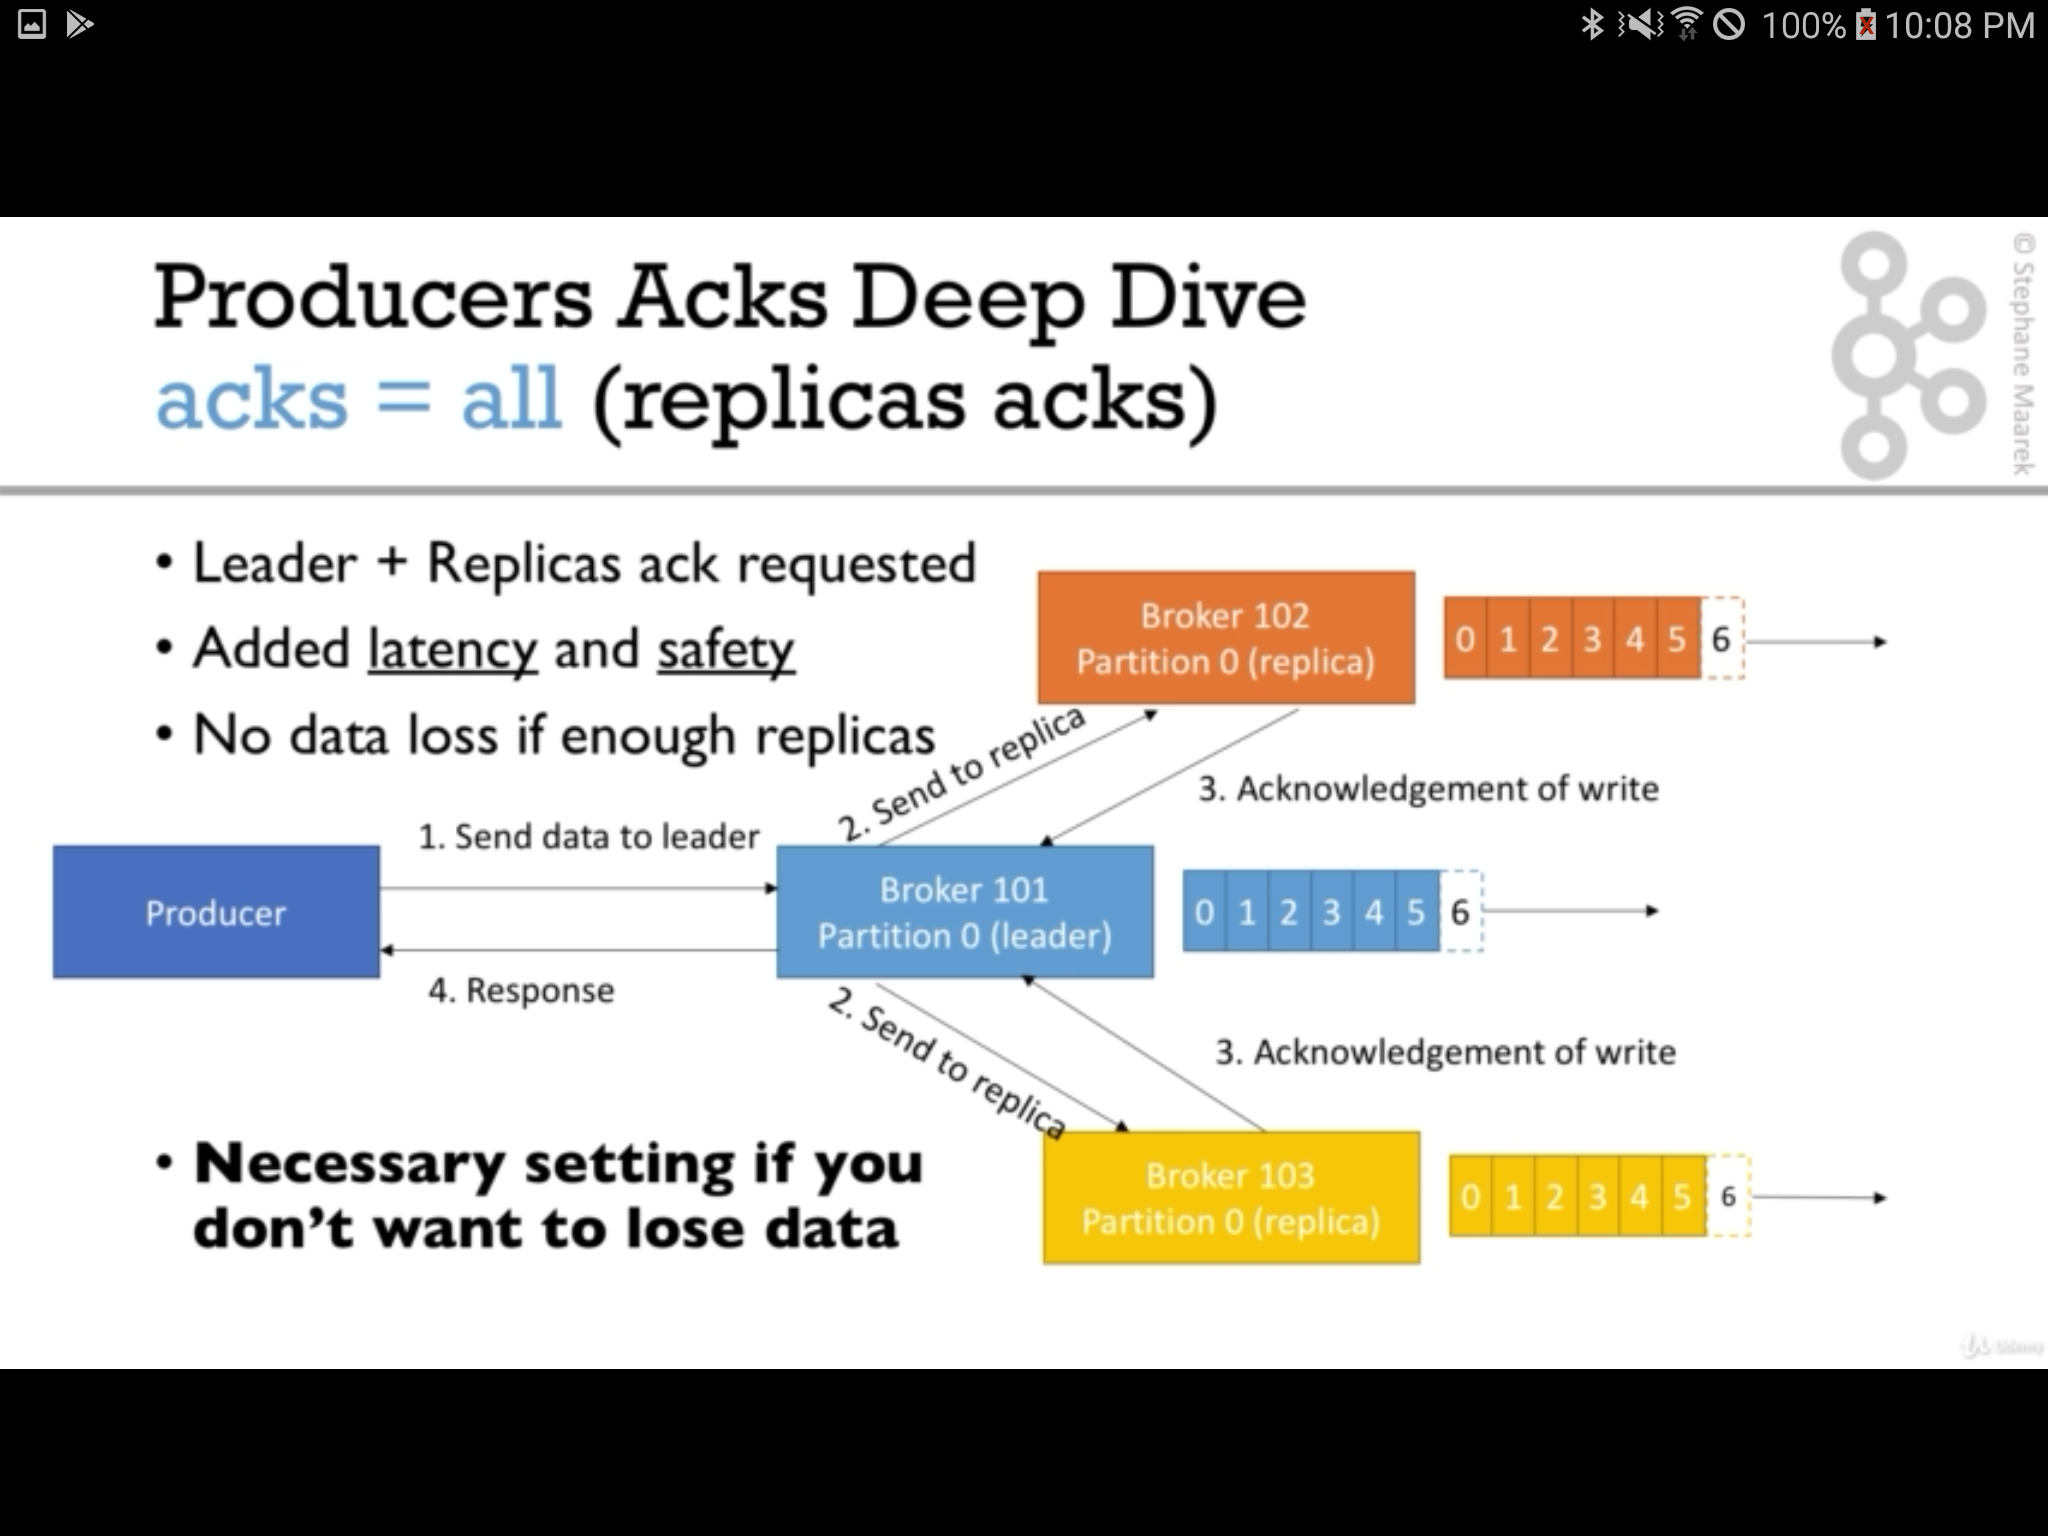 100% 10:08 PM
Producers Acks Deep Dive
acks = all (replicas acks)
© Stephane Maarek
• Leader + Replicas ack requested
• Added latency and safety
• No data loss if enough replicas
Broker 102
Partition 0 (replica)
0 1 2 3 4 5 6
2. Send to replica
3. Acknowledgement of write
1. Send data to leader
Producer
Broker 101
Partition 0 (leader)
0 1 2 3 4 5 6
4. Response
2. Send to replica
3. Acknowledgement of write
• Necessary setting if you
don't want to lose data
Broker 103
Partition 0 (replica)
0 1 2 3 4 5 6
Udemy